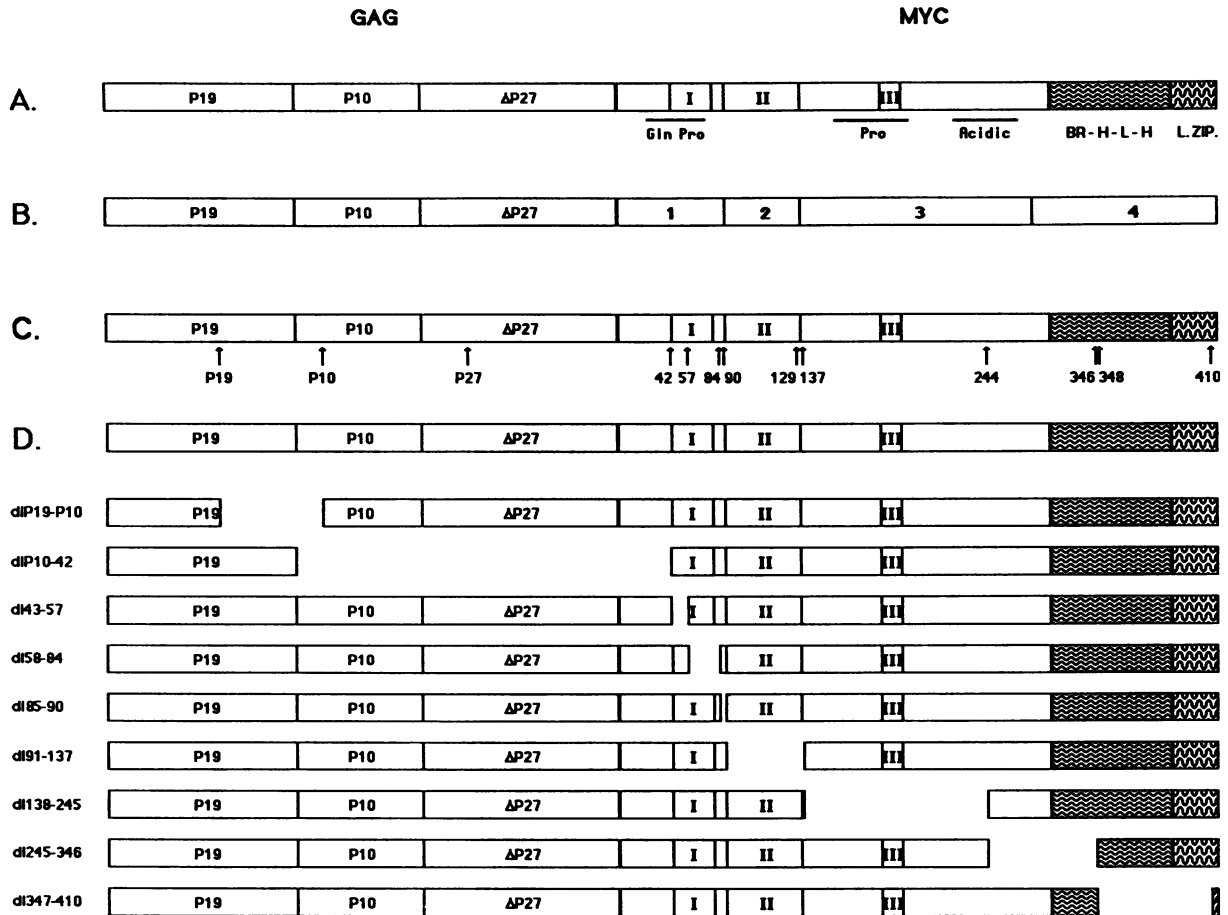 GAG MYC
A. P19 P10 ΔP27 I II III
Gln Pro Pro Acidic BR-H-L-H L.ZIP.
B. P19 P10 ΔP27 1 2 3 4
C. P19 P10 ΔP27 I II III
P19 P10 P27 42 57 84 90 129 137 244 346 348 410
D. P19 P10 ΔP27 I II III
dlP19-P10 P19 P10 ΔP27 I II III
dlP10-42 P19 I II III
dl43-57 P19 P10 ΔP27 I II III
dl58-84 P19 P10 ΔP27 II III
dl85-90 P19 P10 ΔP27 I II III
dl91-137 P19 P10 ΔP27 I III
dl138-245 P19 P10 ΔP27 I II
dl245-346 P19 P10 ΔP27 I II III
dl347-410 P19 P10 ΔP27 I II III